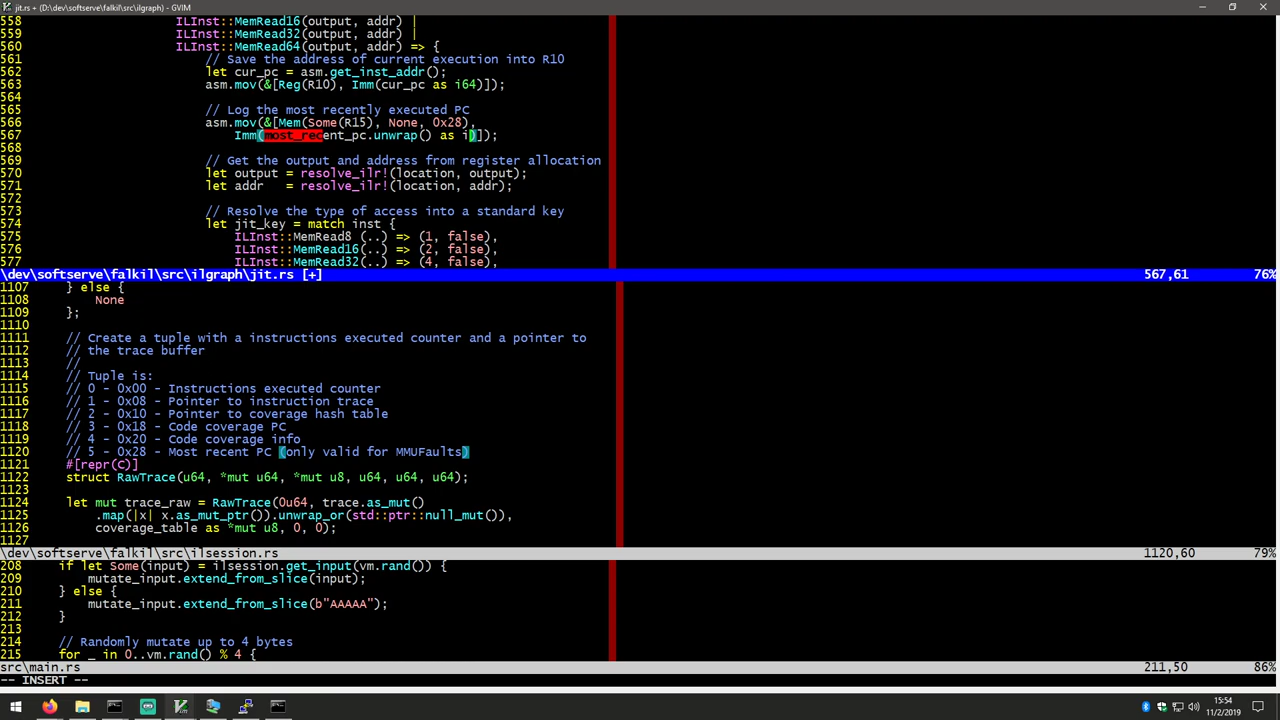 jit.rs + (D:\dev\softserve\falkil\src\ilgraph) - GVIM
558                     ILInst::MemRead16(output, addr) |
559                     ILInst::MemRead32(output, addr) |
560                     ILInst::MemRead64(output, addr) => {
561                         // Save the address of current execution into R10
562                         let cur_pc = asm.get_inst_addr();
563                         asm.mov(&[Reg(R10), Imm(cur_pc as i64)]);
564
565                         // Log the most recently executed PC
566                         asm.mov(&[Mem(Some(R15), None, 0x28),
567                             Imm(most_recent_pc.unwrap() as i)]);
568
569                         // Get the output and address from register allocation
570                         let output = resolve_ilr!(location, output);
571                         let addr   = resolve_ilr!(location, addr);
572
573                         // Resolve the type of access into a standard key
574                         let jit_key = match inst {
575                             ILInst::MemRead8 (..) => (1, false),
576                             ILInst::MemRead16(..) => (2, false),
577                             ILInst::MemRead32(..) => (4, false),
\dev\softserve\falkil\src\ilgraph\jit.rs [+] 567,61 76%
1107     } else {
1108         None
1109     };
1110
1111     // Create a tuple with a instructions executed counter and a pointer to
1112     // the trace buffer
1113     //
1114     // Tuple is:
1115     // 0 - 0x00 - Instructions executed counter
1116     // 1 - 0x08 - Pointer to instruction trace
1117     // 2 - 0x10 - Pointer to coverage hash table
1118     // 3 - 0x18 - Code coverage PC
1119     // 4 - 0x20 - Code coverage info
1120     // 5 - 0x28 - Most recent PC (only valid for MMUFaults)
1121     #[repr(C)]
1122     struct RawTrace(u64, *mut u64, *mut u8, u64, u64, u64);
1123
1124     let mut trace_raw = RawTrace(0u64, trace.as_mut()
1125         .map(|x| x.as_mut_ptr()).unwrap_or(std::ptr::null_mut()),
1126         coverage_table as *mut u8, 0, 0);
1127
\dev\softserve\falkil\src\ilsession.rs 1120,60 79%
208     if let Some(input) = ilsession.get_input(vm.rand()) {
209         mutate_input.extend_from_slice(input);
210     } else {
211         mutate_input.extend_from_slice(b"AAAAA");
212     }
213
214     // Randomly mutate up to 4 bytes
215     for _ in 0..vm.rand() % 4 {
src\main.rs 211,50 86%
-- INSERT --
15:54
11/2/2019